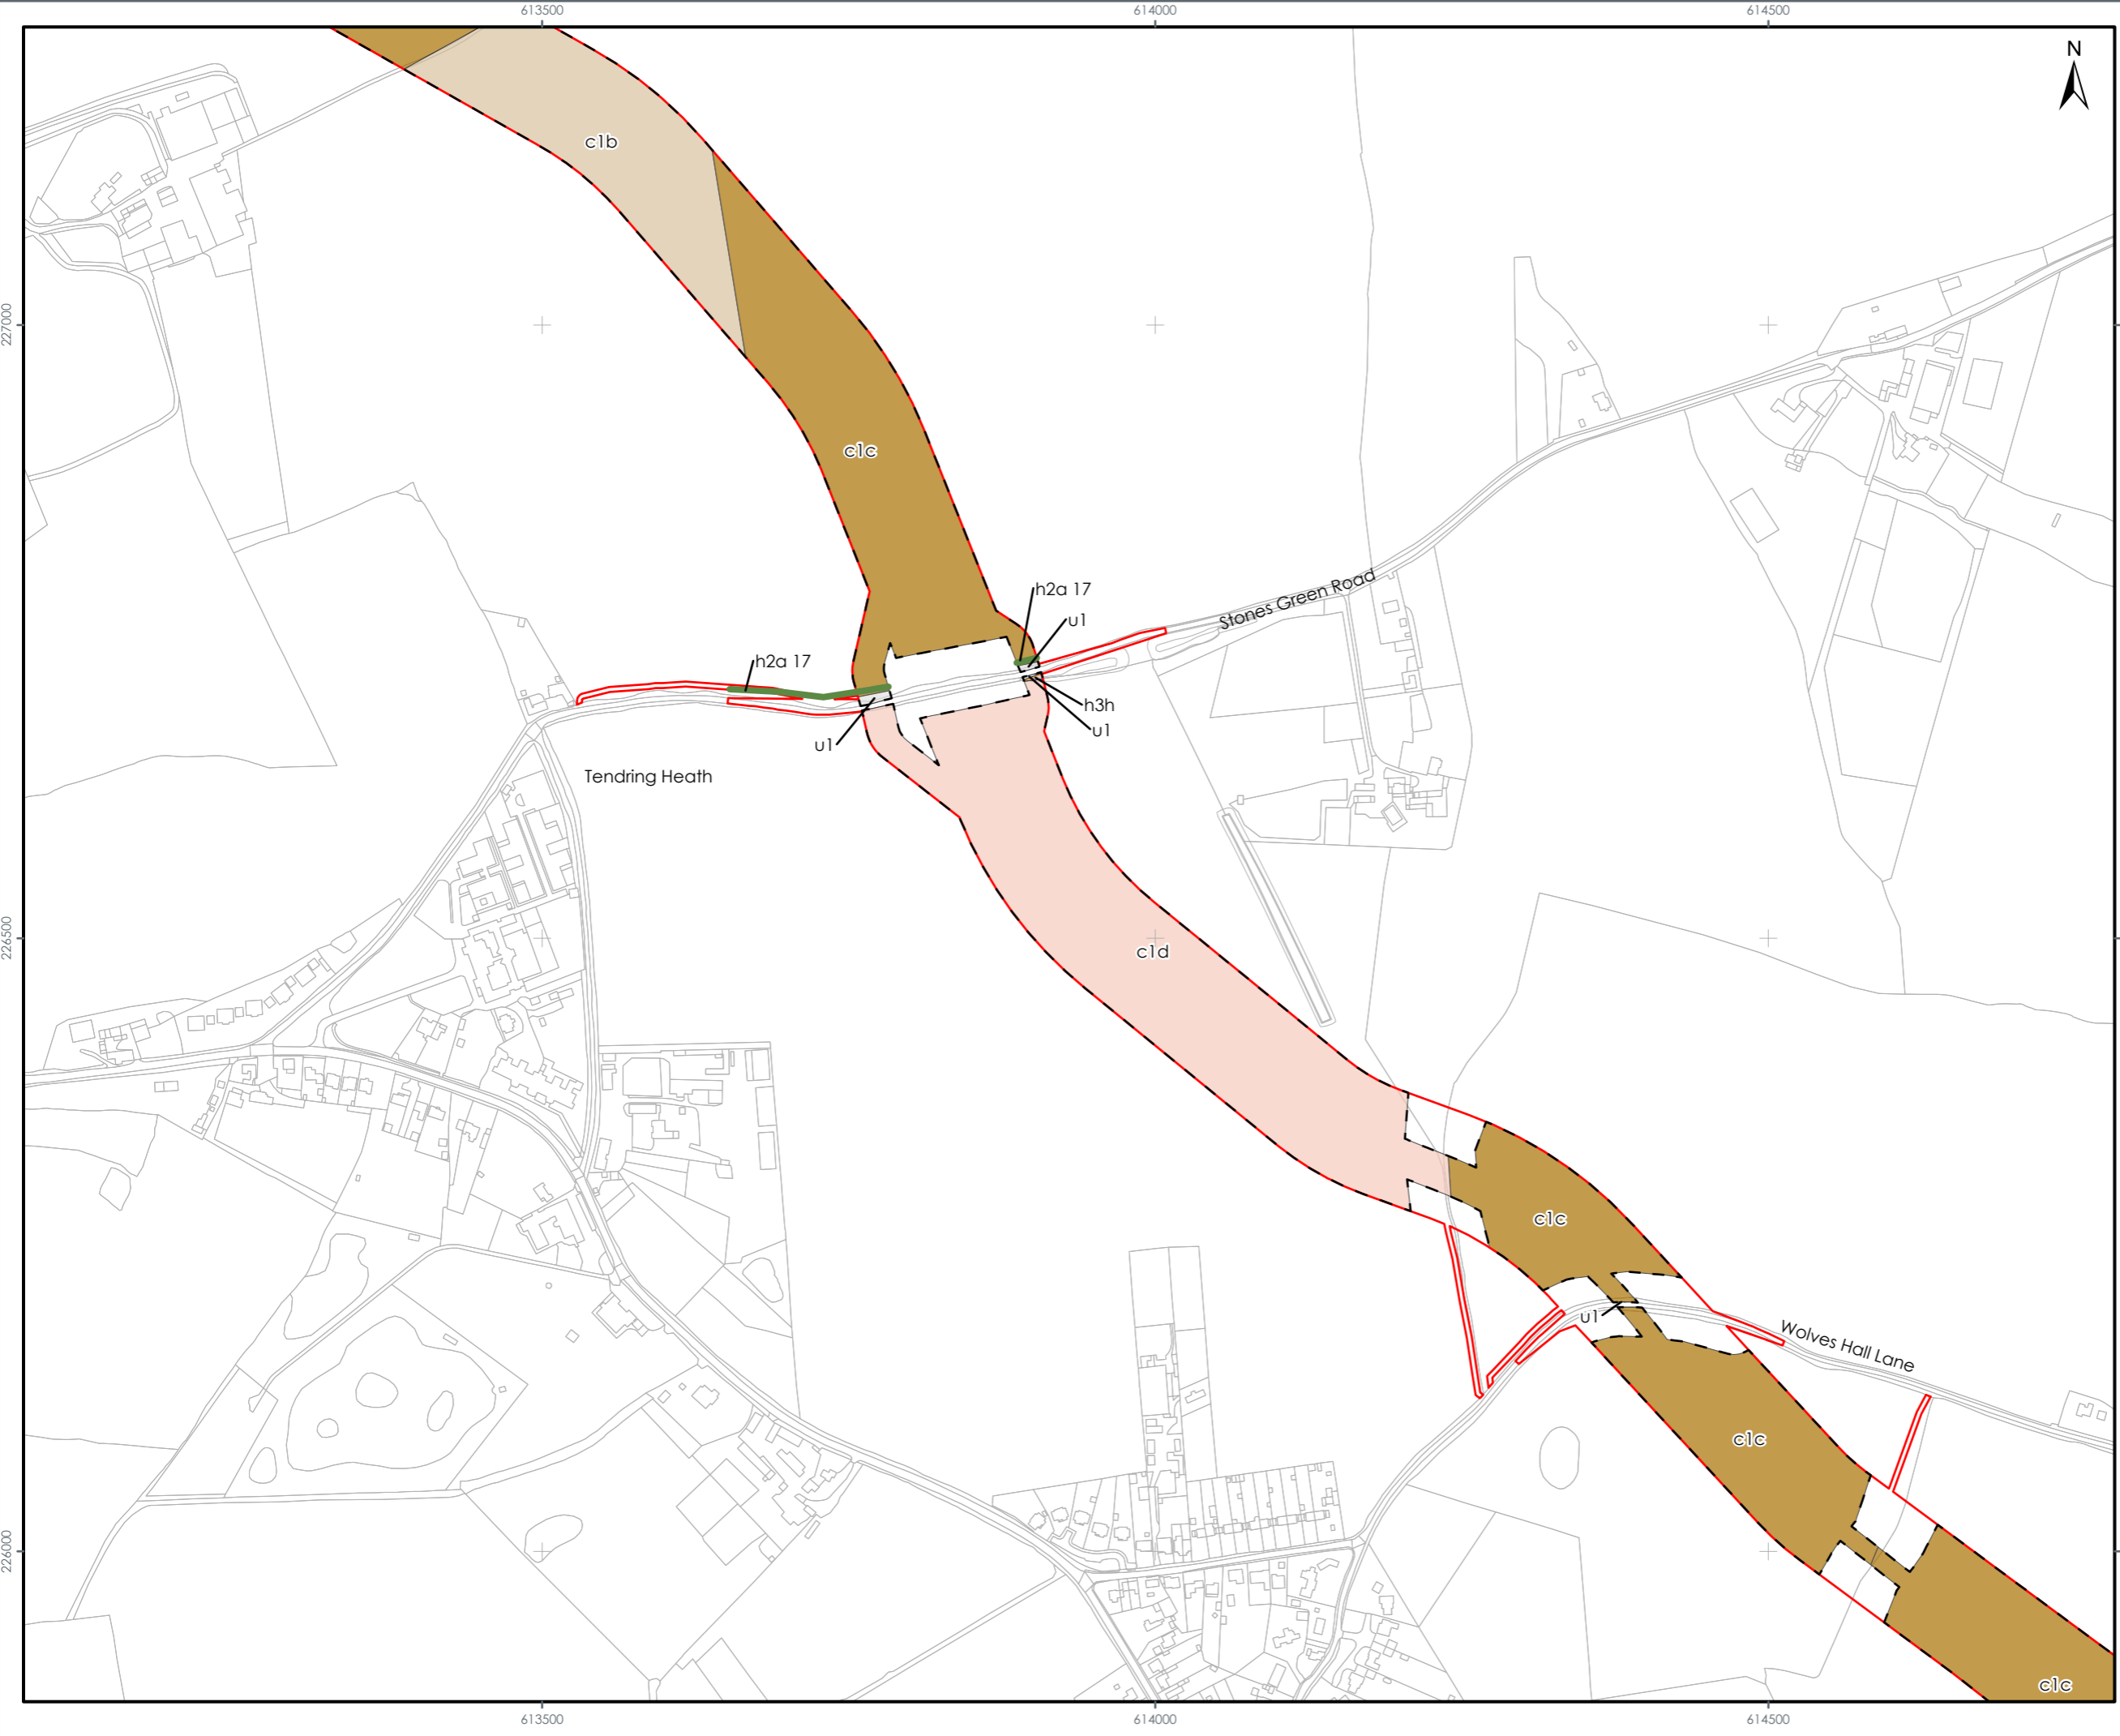 613500 614000 614500
N
c1b
227000
c1c
h2a 17
u1
Stones Green Road
h2a 17
h3h
u1
u1
Tendring Heath
226500
c1d
c1c
u1
Wolves Hall Lane
c1c
226000
c1c
613500 614000 614500